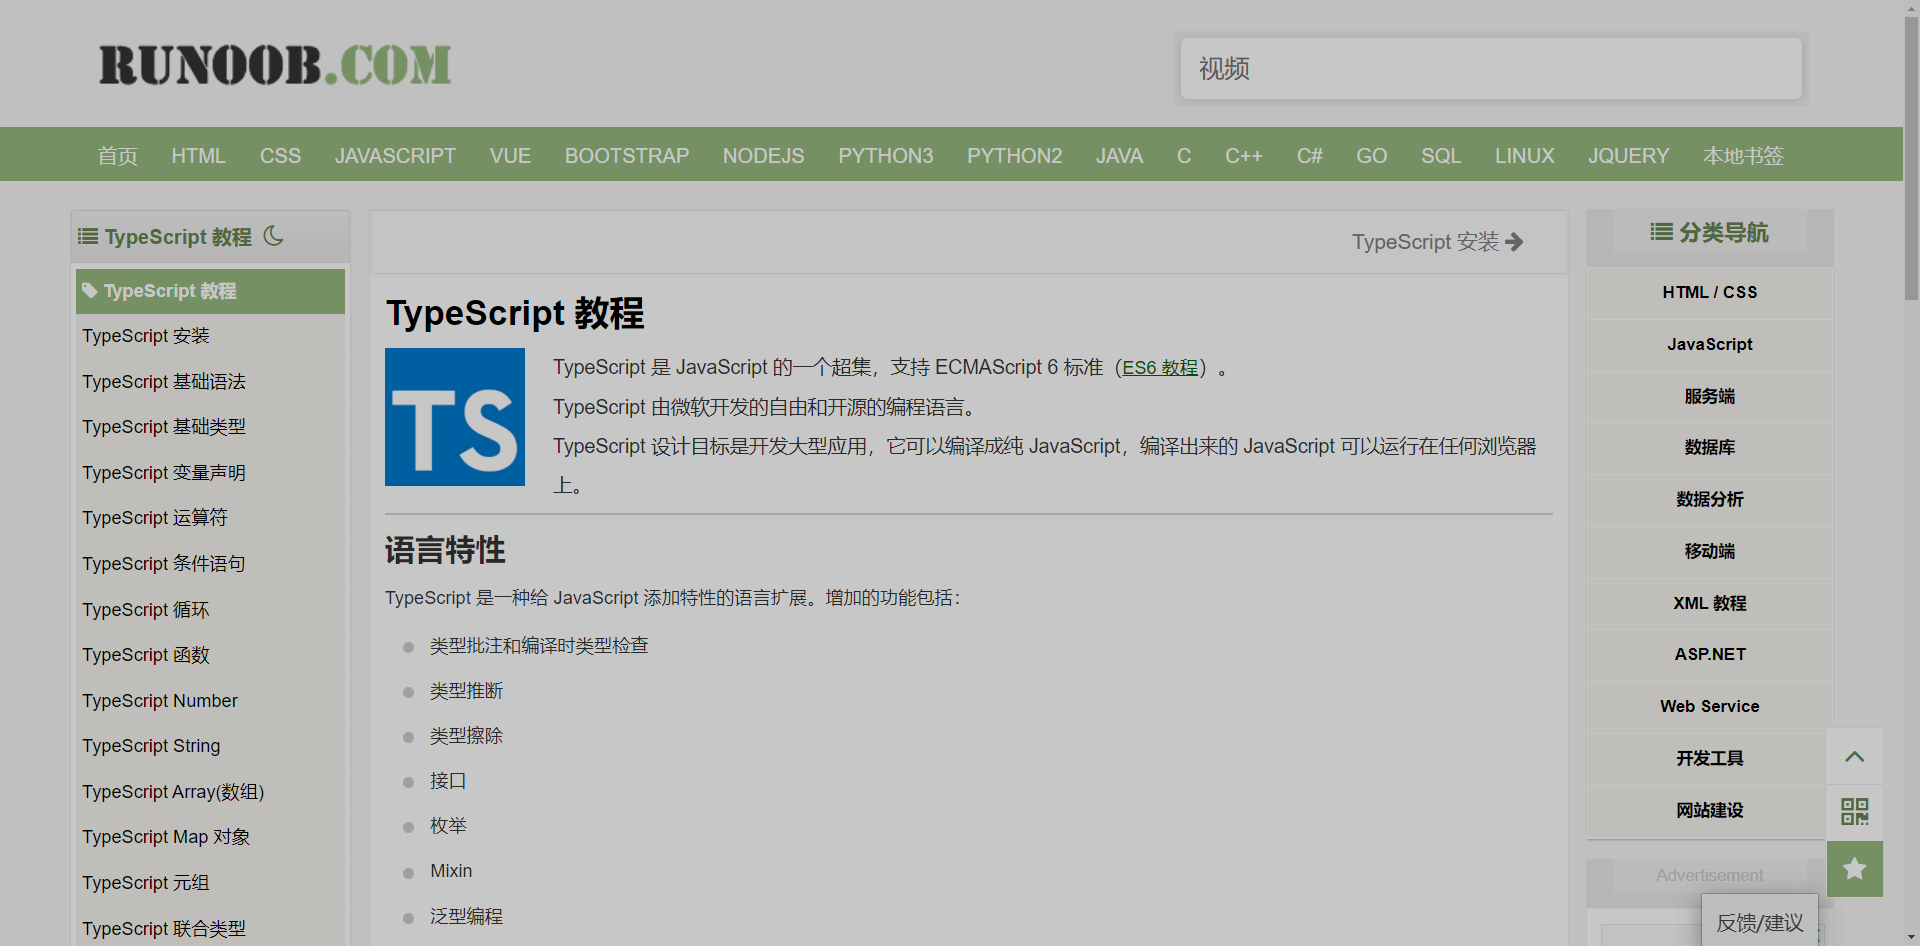 RUNOOB.COM
视频
首页 HTML CSS JAVASCRIPT VUE BOOTSTRAP NODEJS PYTHON3 PYTHON2 JAVA C C++ C# GO SQL LINUX JQUERY 本地书签
TypeScript 教程
TypeScript 教程
TypeScript 安装
TypeScript 基础语法
TypeScript 基础类型
TypeScript 变量声明
TypeScript 运算符
TypeScript 条件语句
TypeScript 循环
TypeScript 函数
TypeScript Number
TypeScript String
TypeScript Array(数组)
TypeScript Map 对象
TypeScript 元组
TypeScript 联合类型
TypeScript 安装
TypeScript 教程
TS
TypeScript 是 JavaScript 的一个超集，支持 ECMAScript 6 标准（ES6 教程）。
TypeScript 由微软开发的自由和开源的编程语言。
TypeScript 设计目标是开发大型应用，它可以编译成纯 JavaScript，编译出来的 JavaScript 可以运行在任何浏览器
上。
语言特性
TypeScript 是一种给 JavaScript 添加特性的语言扩展。增加的功能包括：
类型批注和编译时类型检查
类型推断
类型擦除
接口
枚举
Mixin
泛型编程
分类导航
HTML / CSS
JavaScript
服务端
数据库
数据分析
移动端
XML 教程
ASP.NET
Web Service
开发工具
网站建设
Advertisement
反馈/建议